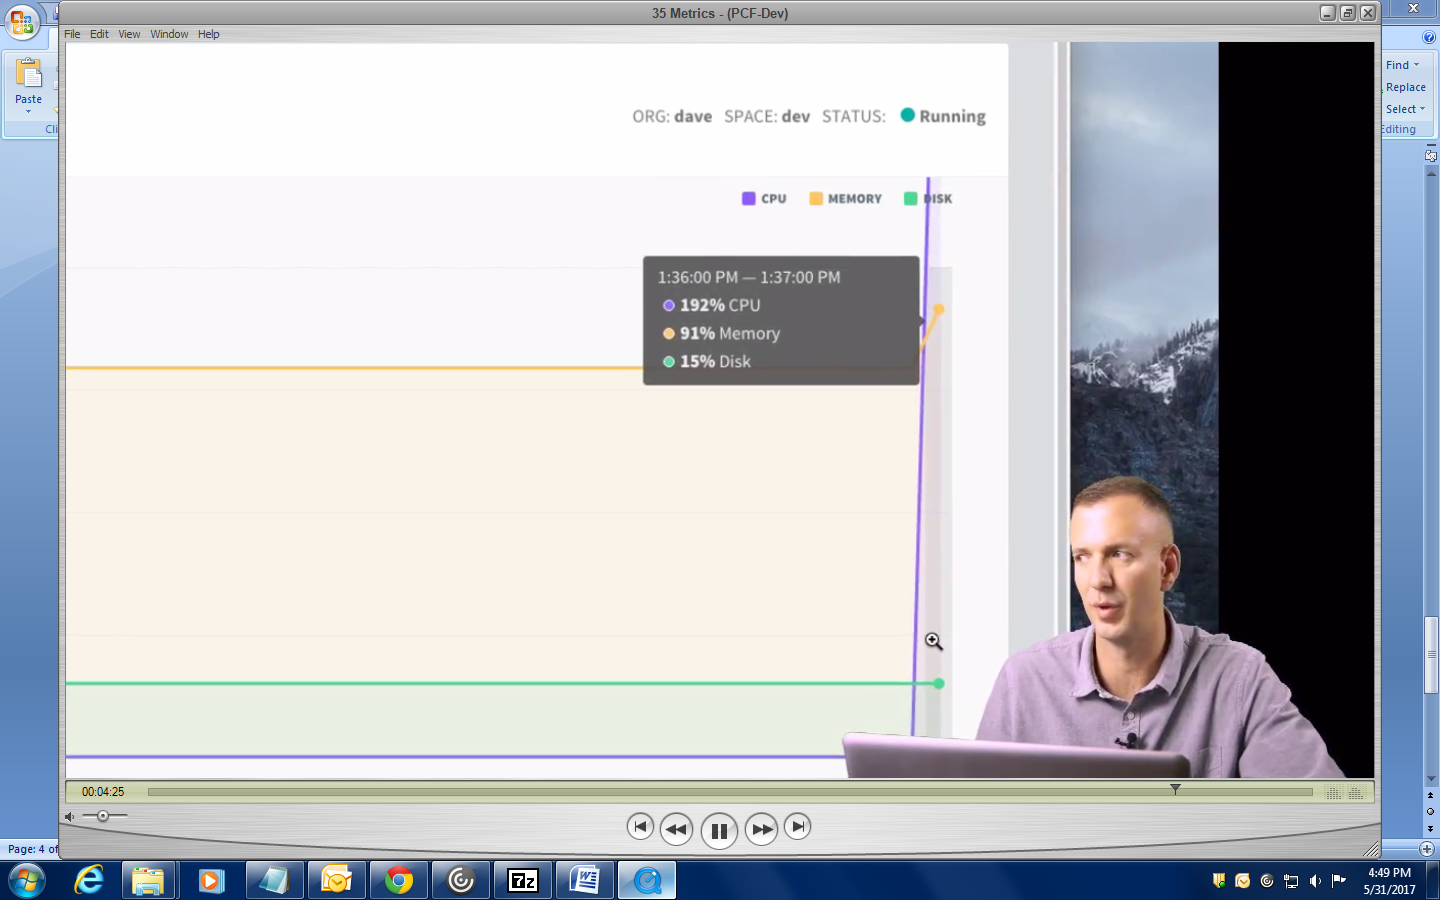 35 Metrics - (PCF-Dev)
File Edit View Window Help
Paste
Find
Replace
Select
Editing
ORG: dave SPACE: dev STATUS: Running
CPU MEMORY DISK
1:36:00 PM — 1:37:00 PM
192% CPU
91% Memory
15% Disk
00:04:25
Page: 4 of
7z
4:49 PM
5/31/2017